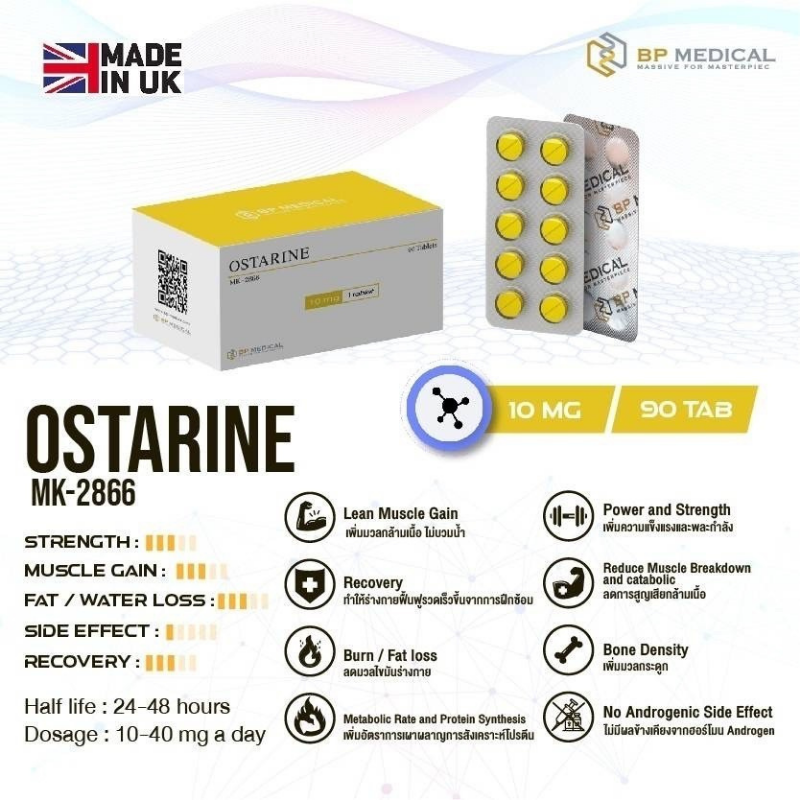 MADE
IN UK
BP MEDICAL
MASSIVE FOR MASTERPIEC
BP MEDICAL
OSTARINE
MK-2866
90 Tablets
10 mg
BP MEDICAL
BP MEDICAL
MEDICAL
BP MEDICAL
10 MG
90 TAB
OSTARINE
MK-2866
STRENGTH :
MUSCLE GAIN :
FAT / WATER LOSS :
SIDE EFFECT :
RECOVERY :
Half life : 24-48 hours
Dosage : 10-40 mg a day
Lean Muscle Gain
เพิ่มมวลกล้ามเนื้อ ไม่บวมน้ำ
Recovery
ทำให้ร่างกายฟื้นฟูรวดเร็วขึ้นจากการฝึกซ้อม
Burn / Fat loss
ลดมวลไขมันร่างกาย
Metabolic Rate and Protein Synthesis
เพิ่มอัตราการเผาผลาญการสังเคราะห์โปรตีน
Power and Strength
เพิ่มความแข็งแรงและพละกำลัง
Reduce Muscle Breakdown
and catabolic
ลดการสูญเสียกล้ามเนื้อ
Bone Density
เพิ่มมวลกระดูก
No Androgenic Side Effect
ไม่มีผลข้างเคียงจากฮอร์โมน Androgen